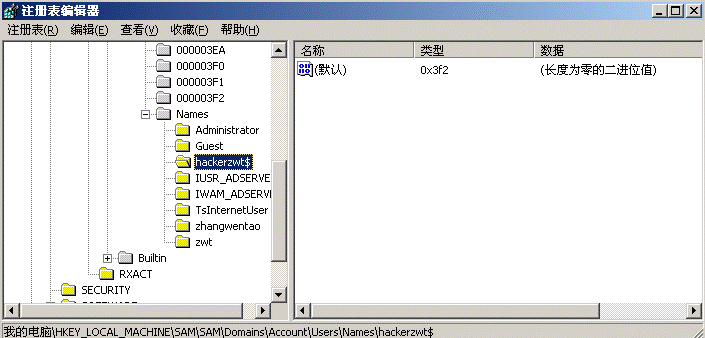 注册表编辑器
注册表(R) 编辑(E) 查看(V) 收藏(F) 帮助(H)
000003EA
000003F0
000003F1
000003F2
Names
Administrator
Guest
hackerzwt$
IUSR_ADSERVE
IWAM_ADSERVE
TsInternetUser
zhangwentao
zwt
Builtin
RXACT
SECURITY
名称 类型 数据
(默认) 0x3f2 (长度为零的二进位值)
我的电脑\HKEY_LOCAL_MACHINE\SAM\SAM\Domains\Account\Users\Names\hackerzwt$